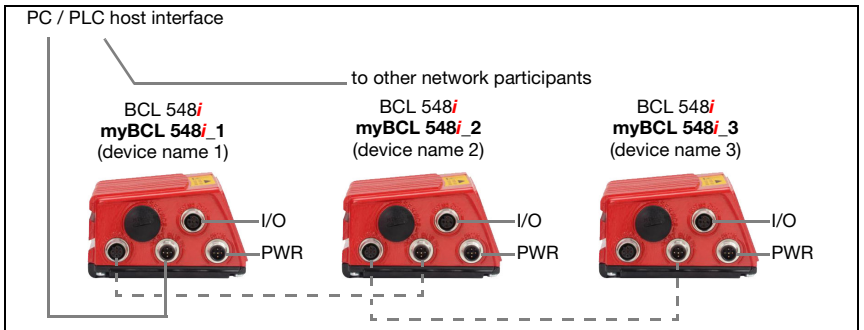 PC / PLC host interface
to other network participants
BCL 548i
myBCL 548i_1
(device name 1)
BCL 548i
myBCL 548i_2
(device name 2)
BCL 548i
myBCL 548i_3
(device name 3)
I/O
I/O
I/O
PWR
PWR
PWR